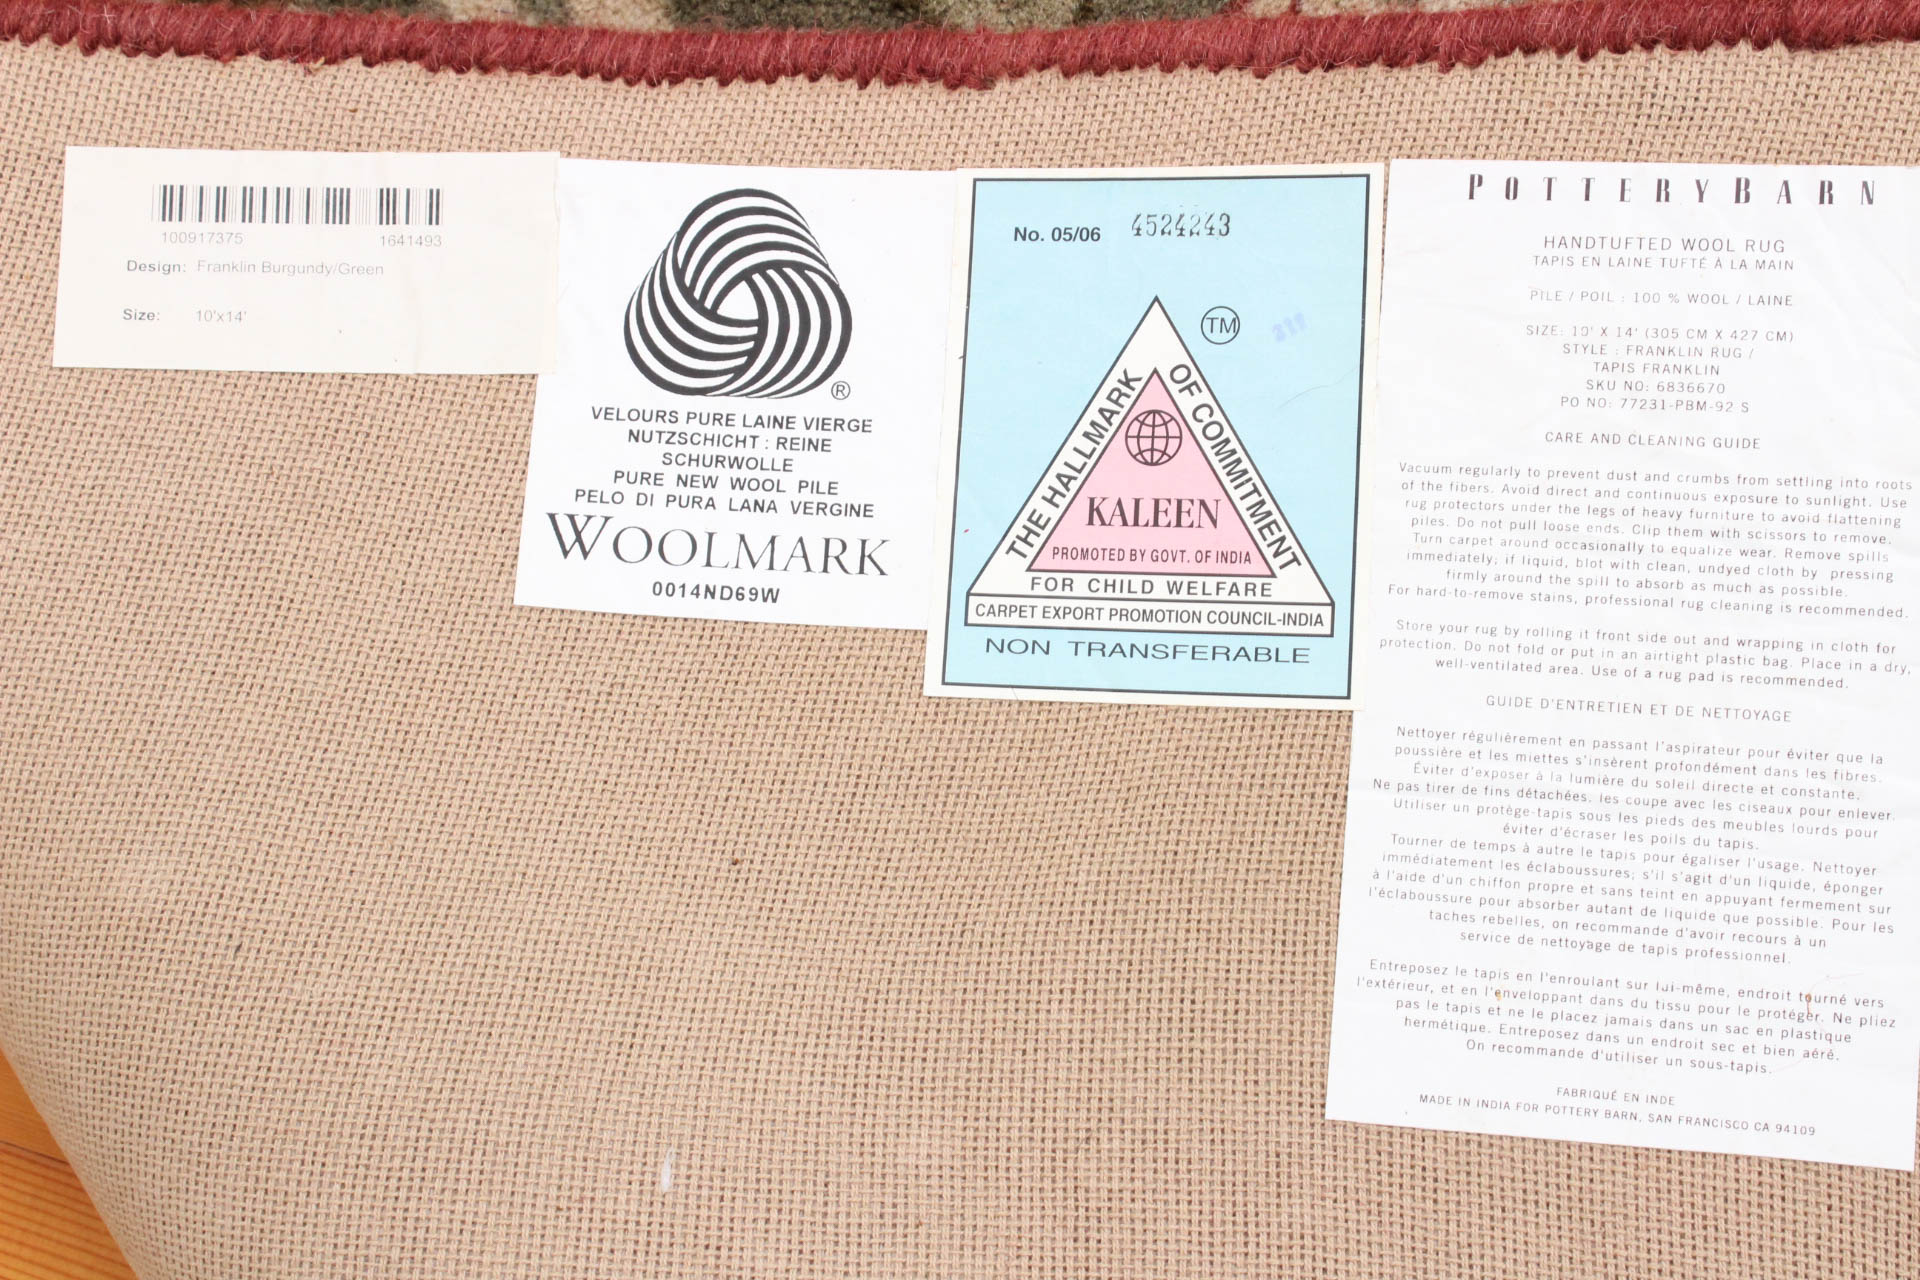 100917375 1641493
Design: Franklin Burgundy/Green
Size: 10'x14'
®
VELOURS PURE LAINE VIERGE
NUTZSCHICHT : REINE
SCHURWOLLE
PURE NEW WOOL PILE
PELO DI PURA LANA VERGINE
WOOLMARK
0014ND69W
No. 05/06 4524243
TM
317
THE HALLMARK OF COMMITMENT
KALEEN
PROMOTED BY GOVT. OF INDIA
FOR CHILD WELFARE
CARPET EXPORT PROMOTION COUNCIL-INDIA
NON TRANSFERABLE
POTTERY BARN
HANDTUFTED WOOL RUG
TAPIS EN LAINE TUFTÉ À LA MAIN
PILE / POIL : 100 % WOOL / LAINE
SIZE: 10' X 14' (305 CM X 427 CM)
STYLE : FRANKLIN RUG /
TAPIS FRANKLIN
SKU NO: 6836670
PO NO: 77231-PBM-92 S
CARE AND CLEANING GUIDE
Vacuum regularly to prevent dust and crumbs from settling into roots
of the fibers. Avoid direct and continuous exposure to sunlight. Use
rug protectors under the legs of heavy furniture to avoid flattening
piles. Do not pull loose ends. Clip them with scissors to remove.
Turn carpet around occasionally to equalize wear. Remove spills
immediately; if liquid, blot with clean, undyed cloth by pressing
firmly around the spill to absorb as much as possible.
For hard-to-remove stains, professional rug cleaning is recommended.
Store your rug by rolling it front side out and wrapping in cloth for
protection. Do not fold or put in an airtight plastic bag. Place in a dry,
well-ventilated area. Use of a rug pad is recommended.
GUIDE D'ENTRETIEN ET DE NETTOYAGE
Nettoyer régulièrement en passant l'aspirateur pour éviter que la
poussière et les miettes s'insèrent profondément dans les fibres.
Éviter d'exposer à la lumière du soleil directe et constante.
Ne pas tirer de fins détachées. les coupe avec les ciseaux pour enlever.
Utiliser un protège-tapis sous les pieds des meubles lourds pour
éviter d'écraser les poils du tapis.
Tourner de temps à autre le tapis pour égaliser l'usage. Nettoyer
immédiatement les éclaboussures; s'il s'agit d'un liquide, éponger
à l'aide d'un chiffon propre et sans teint en appuyant fermement sur
l'éclaboussure pour absorber autant de liquide que possible. Pour les
taches rebelles, on recommande d'avoir recours à un
service de nettoyage de tapis professionnel.
Entreposez le tapis en l'enroulant sur lui-même, endroit tourné vers
l'extérieur, et en l'enveloppant dans du tissu pour le protéger. Ne pliez
pas le tapis et ne le placez jamais dans un sac en plastique
hermétique. Entreposez dans un endroit sec et bien aéré.
On recommande d'utiliser un sous-tapis.
FABRIQUÉ EN INDE
MADE IN INDIA FOR POTTERY BARN, SAN FRANCISCO CA 94109